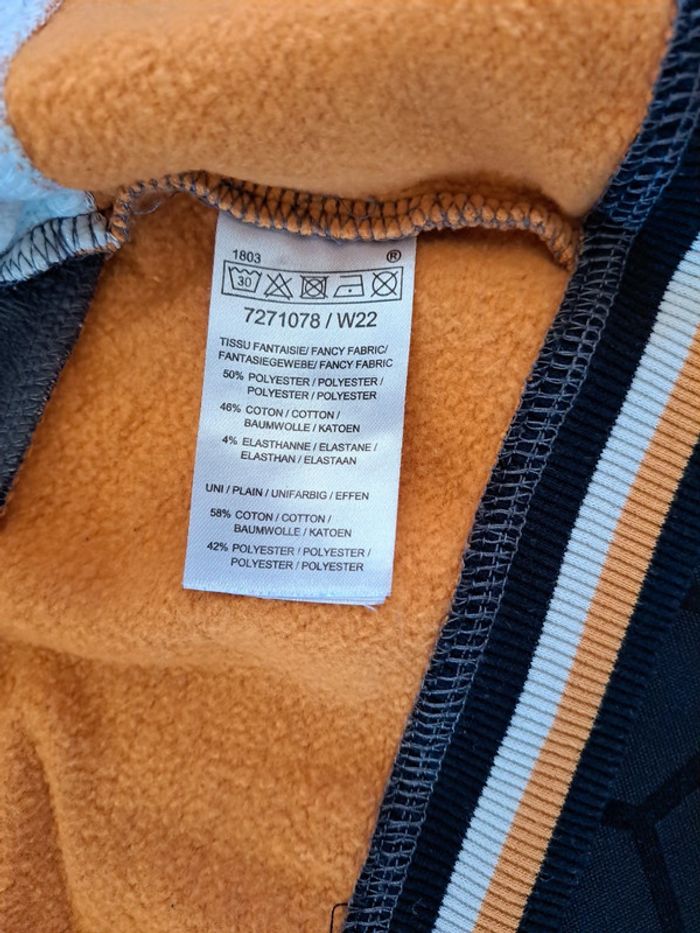 1803 ®
30
7271078 / W22
TISSU FANTAISIE/ FANCY FABRIC/
FANTASIEGEWEBE/ FANCY FABRIC
50% POLYESTER / POLYESTER /
POLYESTER / POLYESTER
46% COTON / COTTON /
BAUMWOLLE / KATOEN
4% ELASTHANNE / ELASTANE /
ELASTHAN / ELASTAAN
UNI / PLAIN / UNIFARBIG / EFFEN
58% COTON / COTTON /
BAUMWOLLE / KATOEN
42% POLYESTER / POLYESTER /
POLYESTER / POLYESTER